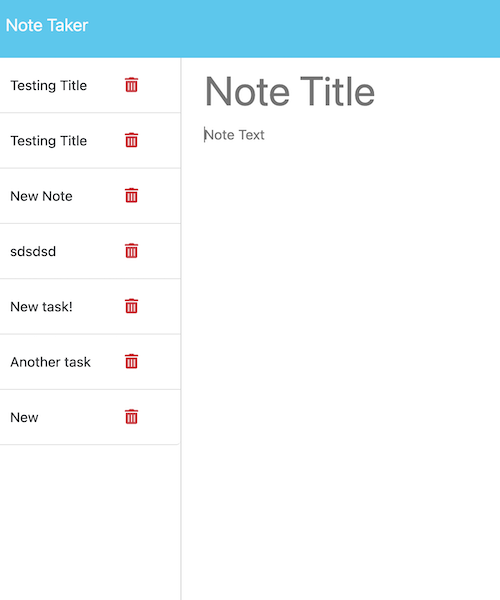 Note Taker
Testing Title
Testing Title
New Note
sdsdsd
New task!
Another task
New
Note Title
Note Text